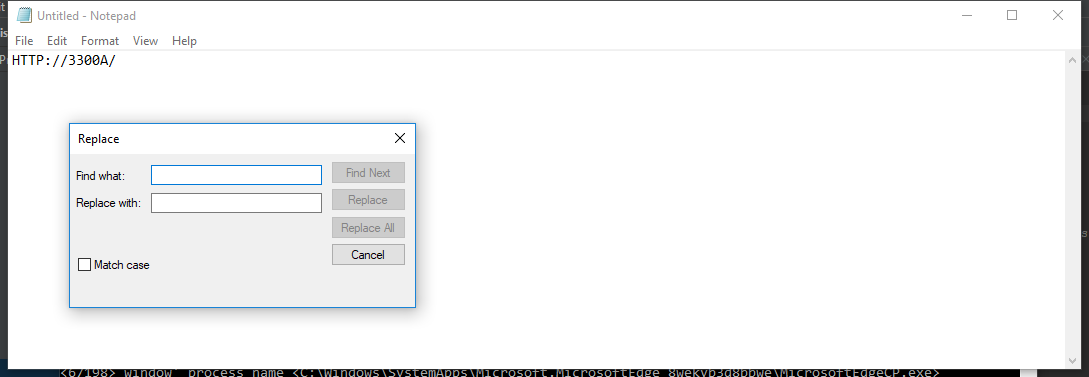 Untitled - Notepad
File Edit Format View Help
HTTP://3300A/
Replace
Find what:
Find Next
Replace with:
Replace
Replace All
Cancel
Match case
<6/198> window' process name <C:\Windows\SystemApps\Microsoft.MicrosoftEdge_8wekyb3d8bbwe\MicrosoftEdgeCP.exe>